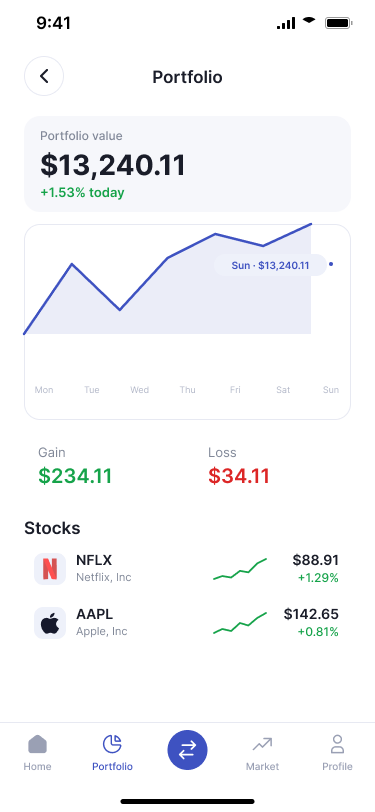 9:41
Portfolio
Portfolio value
$13,240.11
+1.53% today
Sun · $13,240.11
Mon Tue Wed Thu Fri Sat Sun
Gain Loss
$234.11 $34.11
Stocks
NFLX $88.91
Netflix, Inc +1.29%
AAPL $142.65
Apple, Inc +0.81%
Home Portfolio Market Profile